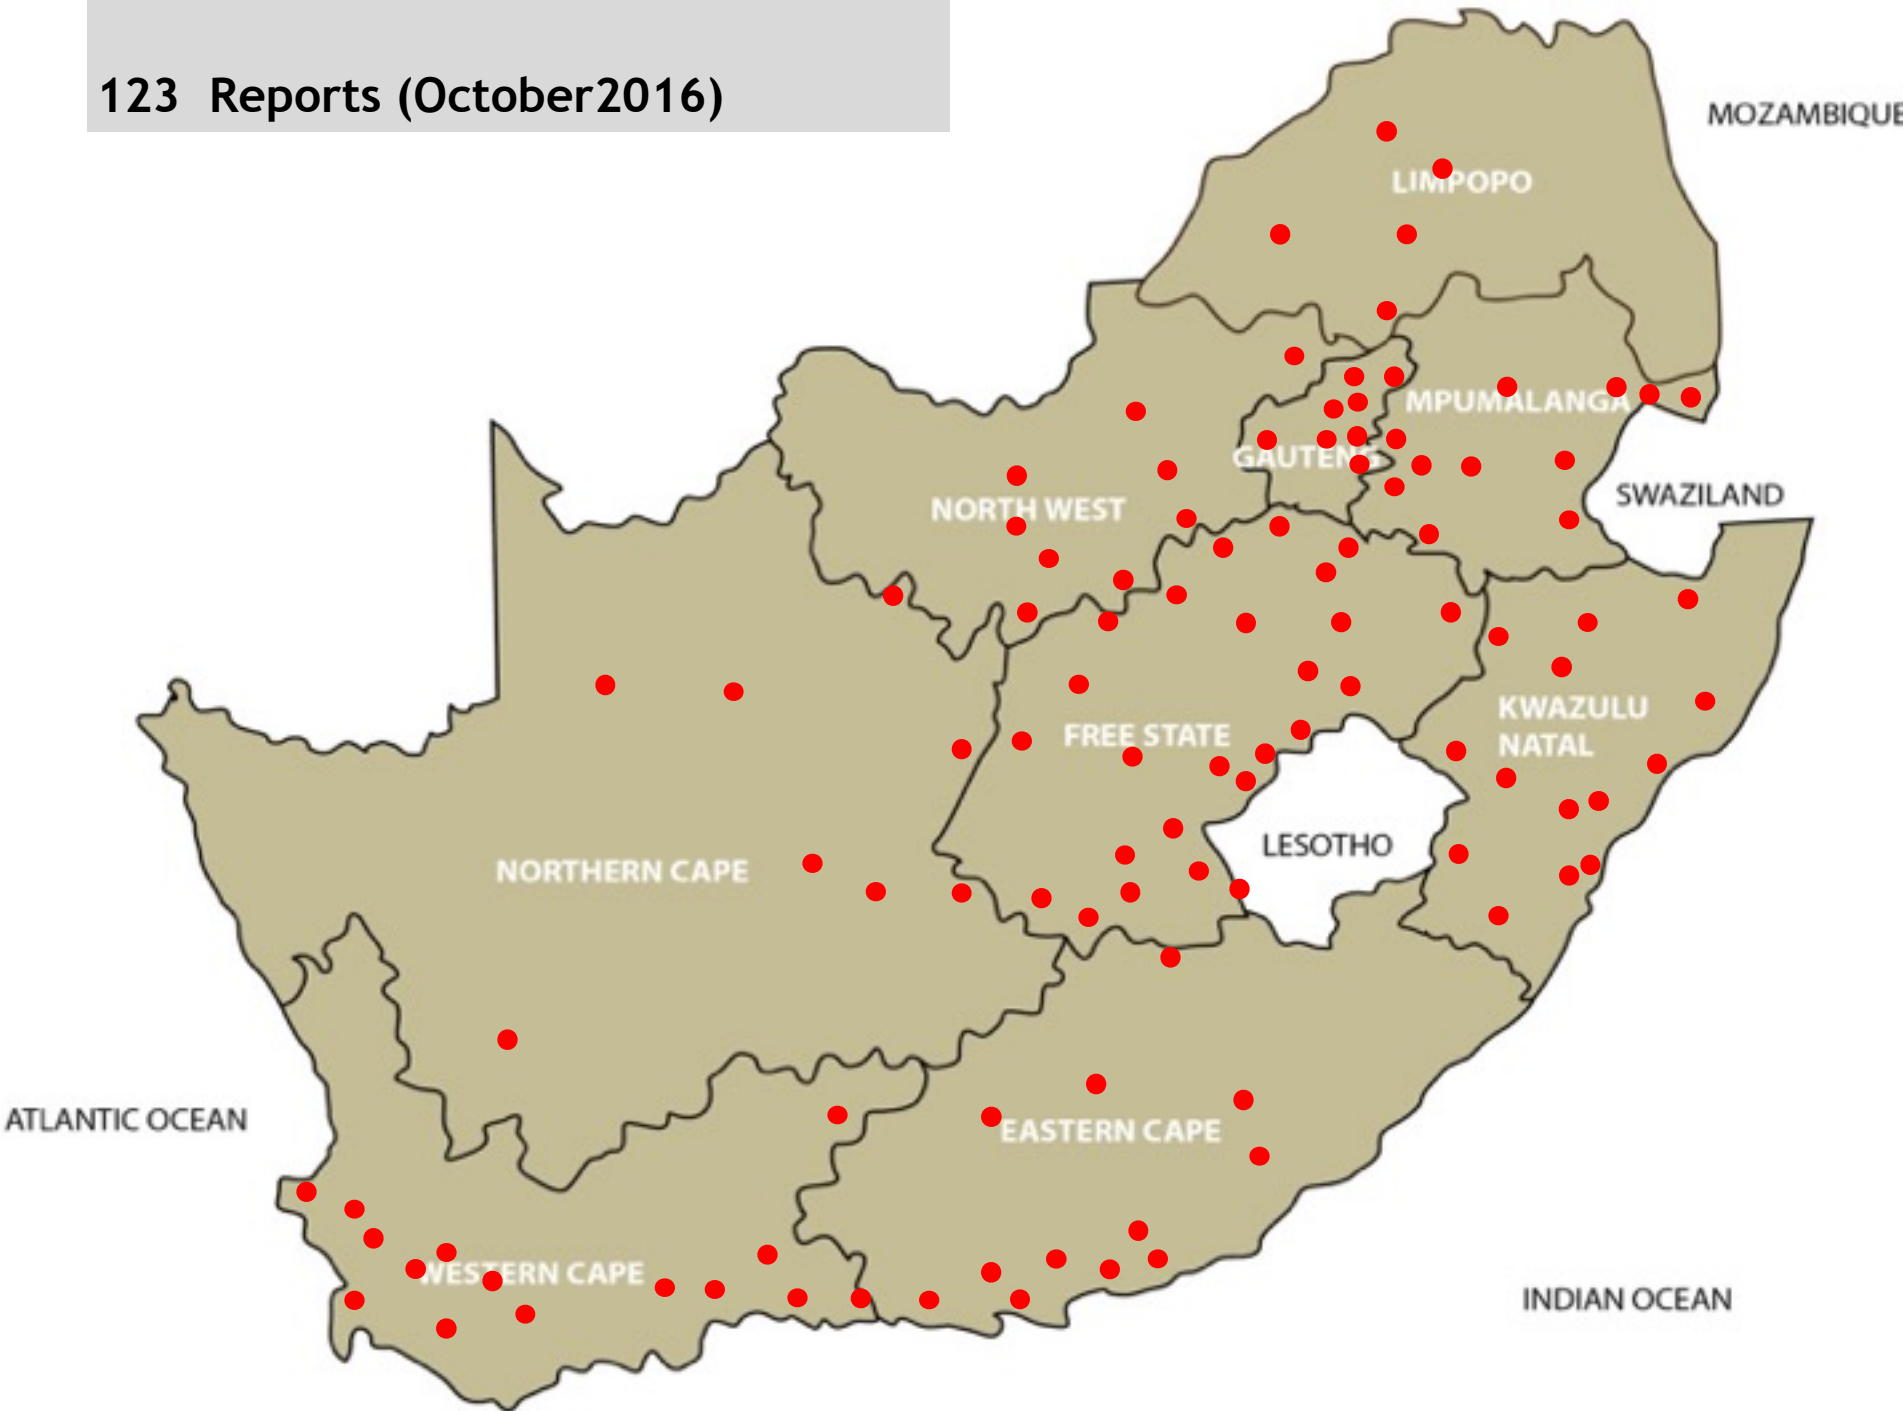 123 Reports (October2016)
MOZAMBIQUE
LIMPOPO
MPUMALANGA
GAUTENG
SWAZILAND
NORTH WEST
KWAZULU
NATAL
FREE STATE
LESOTHO
NORTHERN CAPE
ATLANTIC OCEAN
EASTERN CAPE
WESTERN CAPE
INDIAN OCEAN